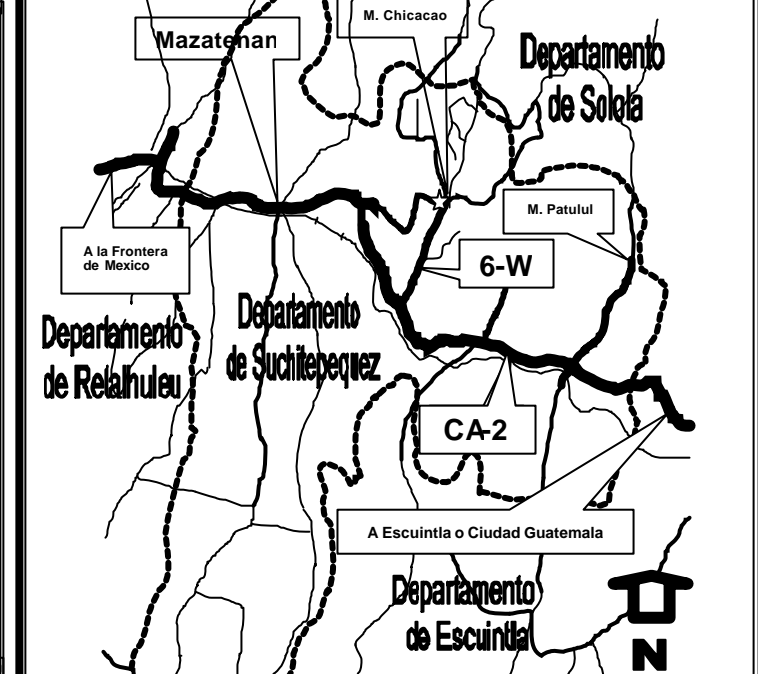 M. Chicacao
Mazatenan
Departamento
de Solola
M. Patulul
A la Frontera
de Mexico
6-W
Departamento
de Retalhuleu
Departamento
de Suchitepequez
CA-2
A Escuintla o Ciudad Guatemala
Departamento
de Escuintla
N